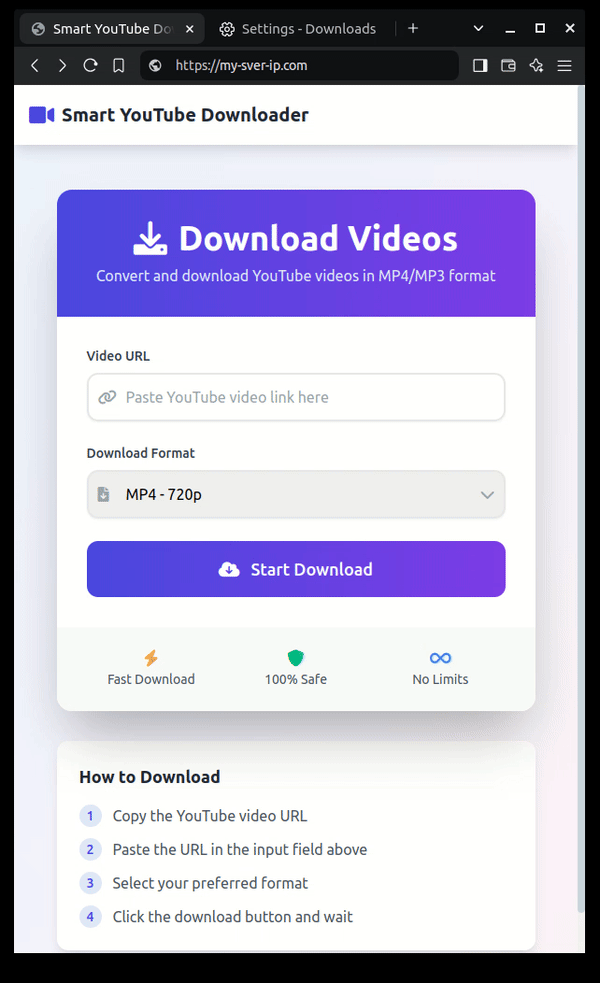 Smart YouTube Do
Settings - Downloads
https://my-sver-ip.com
Smart YouTube Downloader
Download Videos
Convert and download YouTube videos in MP4/MP3 format
Video URL
Paste YouTube video link here
Download Format
MP4 - 720p
Start Download
Fast Download
100% Safe
No Limits
How to Download
1 Copy the YouTube video URL
2 Paste the URL in the input field above
3 Select your preferred format
4 Click the download button and wait